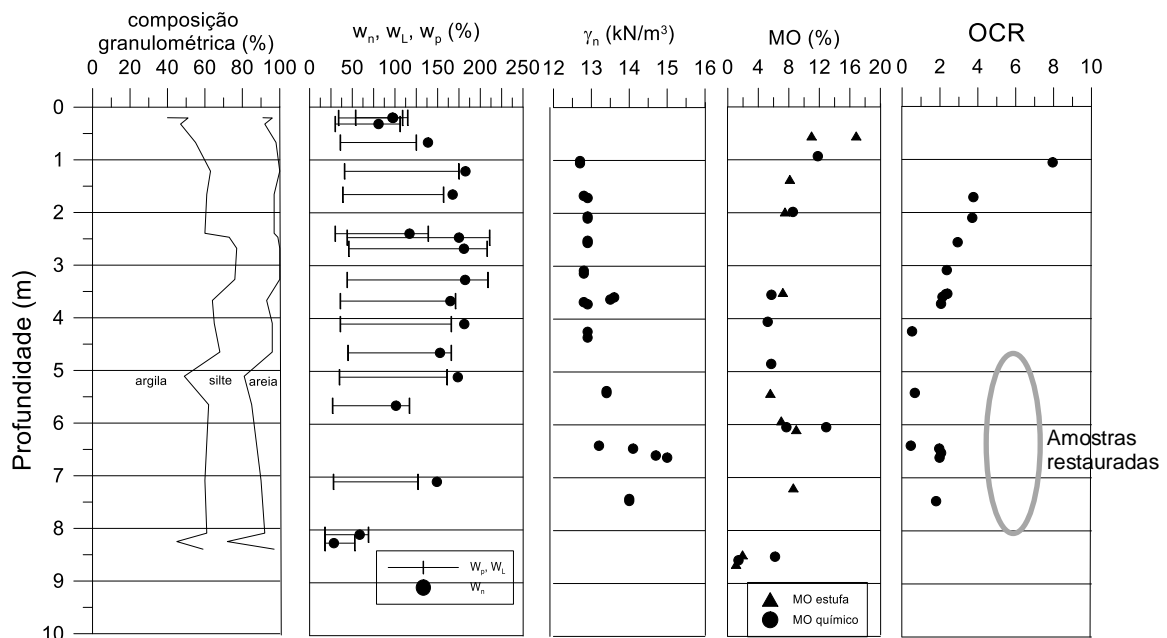 composição
granulométrica (%)
0 20 40 60 80 100
wn, wL, wp (%)
0 50 100 150 200 250
γn (kN/m³)
12 13 14 15 16
MO (%)
0 4 8 12 16 20
OCR
0 2 4 6 8 10
Profundidade (m)
0
1
2
3
4
5
6
7
8
9
10
argila silte areia
Wp, WL
Wn
MO estufa
MO químico
Amostras
restauradas